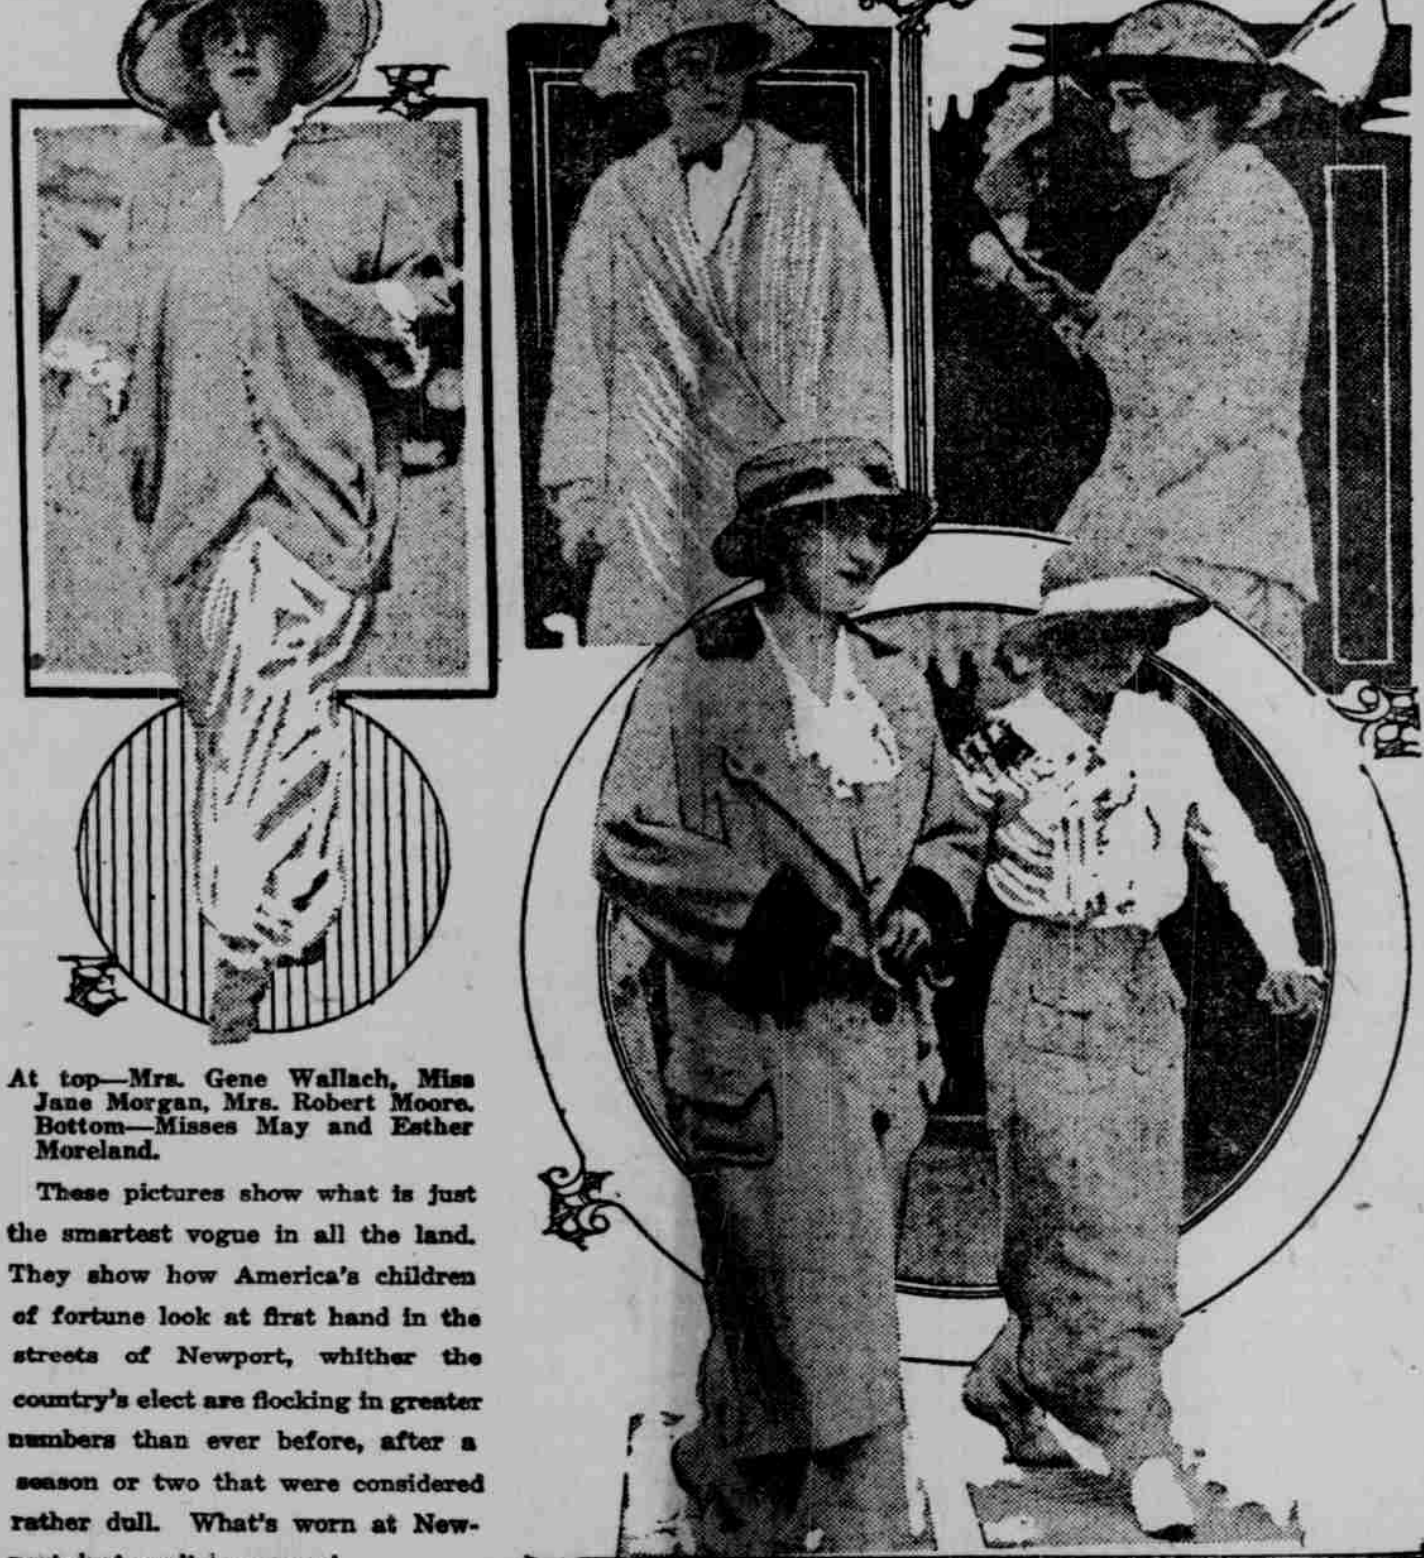 At top—Mrs. Gene Wallach, Miss
Jane Morgan, Mrs. Robert Moore.
Bottom—Misses May and Esther
Moreland.
These pictures show what is just
the smartest vogue in all the land.
They show how America's children
of fortune look at first hand in the
streets of Newport, whither the
country's elect are flocking in greater
numbers than ever before, after a
season or two that were considered
rather dull. What's worn at New-